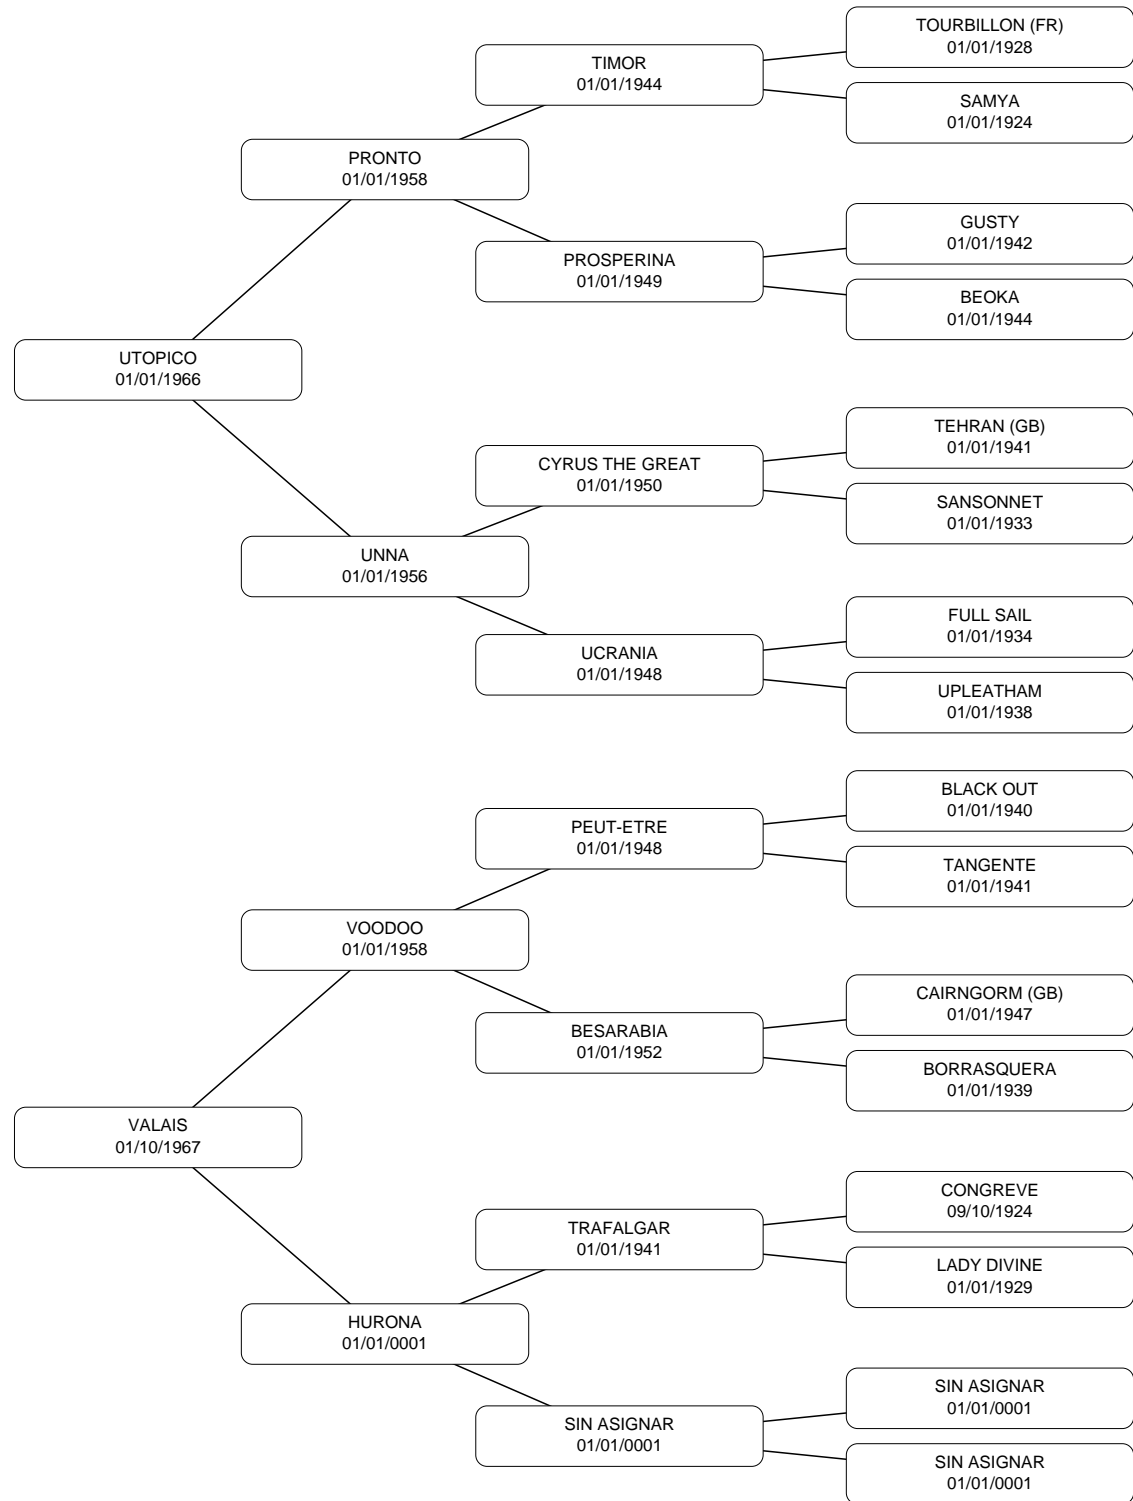 TOURBILLON (FR)
01/01/1928
TIMOR
01/01/1944
SAMYA
01/01/1924
PRONTO
01/01/1958
GUSTY
01/01/1942
PROSPERINA
01/01/1949
BEOKA
01/01/1944
UTOPICO
01/01/1966
TEHRAN (GB)
01/01/1941
CYRUS THE GREAT
01/01/1950
SANSONNET
01/01/1933
UNNA
01/01/1956
FULL SAIL
01/01/1934
UCRANIA
01/01/1948
UPLEATHAM
01/01/1938
BLACK OUT
01/01/1940
PEUT-ETRE
01/01/1948
TANGENTE
01/01/1941
VOODOO
01/01/1958
CAIRNGORM (GB)
01/01/1947
BESARABIA
01/01/1952
BORRASQUERA
01/01/1939
VALAIS
01/10/1967
CONGREVE
09/10/1924
TRAFALGAR
01/01/1941
LADY DIVINE
01/01/1929
HURONA
01/01/0001
SIN ASIGNAR
01/01/0001
SIN ASIGNAR
01/01/0001
SIN ASIGNAR
01/01/0001